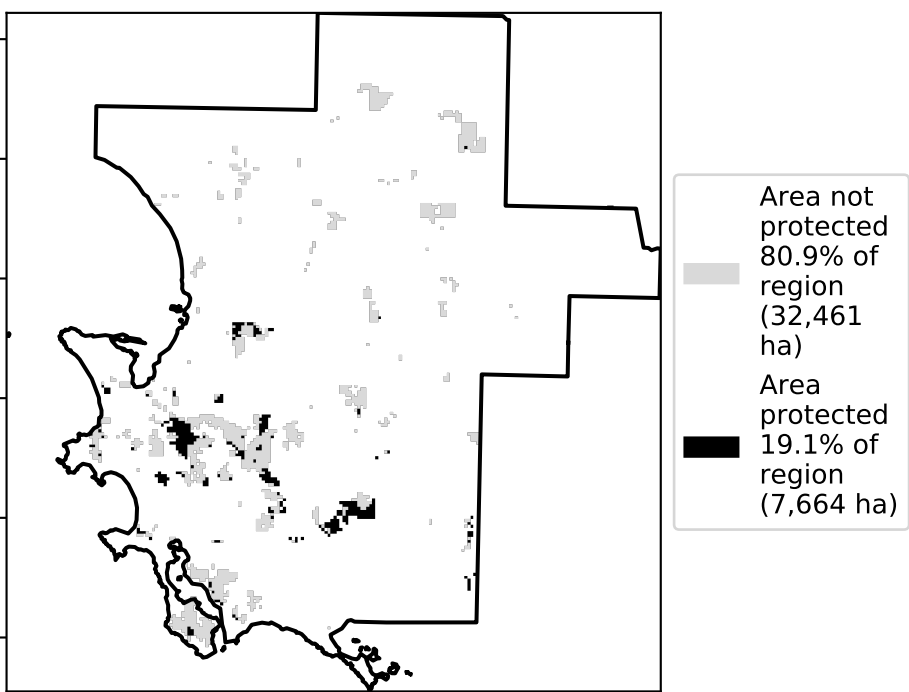 Area not
protected
80.9% of
region
(32,461
ha)
Area
protected
19.1% of
region
(7,664 ha)